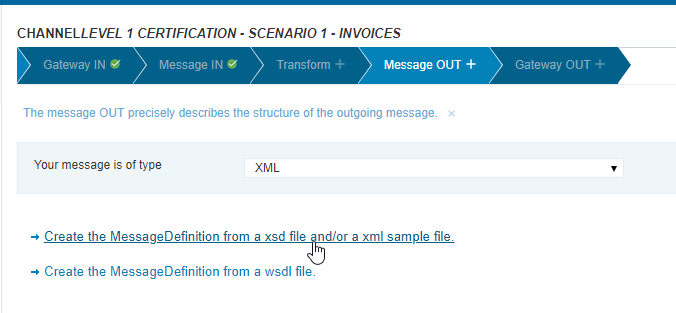 CHANNELLEVEL 1 CERTIFICATION - SCENARIO 1 - INVOICES
Gateway IN Message IN Transform + Message OUT + Gateway OUT +
The message OUT precisely describes the structure of the outgoing message. ×
Your message is of type XML ▼
→ Create the MessageDefinition from a xsd file and/or a xml sample file.
→ Create the MessageDefinition from a wsdl file.